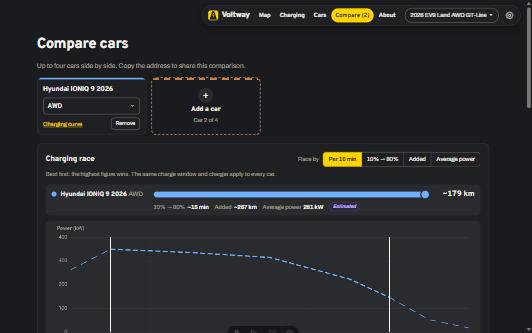 Voltway Map Charging Cars Compare (2) About 2026 EV9 Land AWD GT-Line
Compare cars
Up to four cars side by side. Copy the address to share this comparison.
Hyundai IONIQ 9 2026
AWD
Charging curve Remove
+
Add a car
Car 2 of 4
Charging race
Race by Per 10 min 10% → 80% Added Average power
Best first: the highest figure wins. The same charge window and charger apply to every car.
Hyundai IONIQ 9 2026 AWD ~179 km
10% → 80% ~15 min Added ~267 km Average power 281 kW Estimated
Power (kW)
400
300
200
100
0